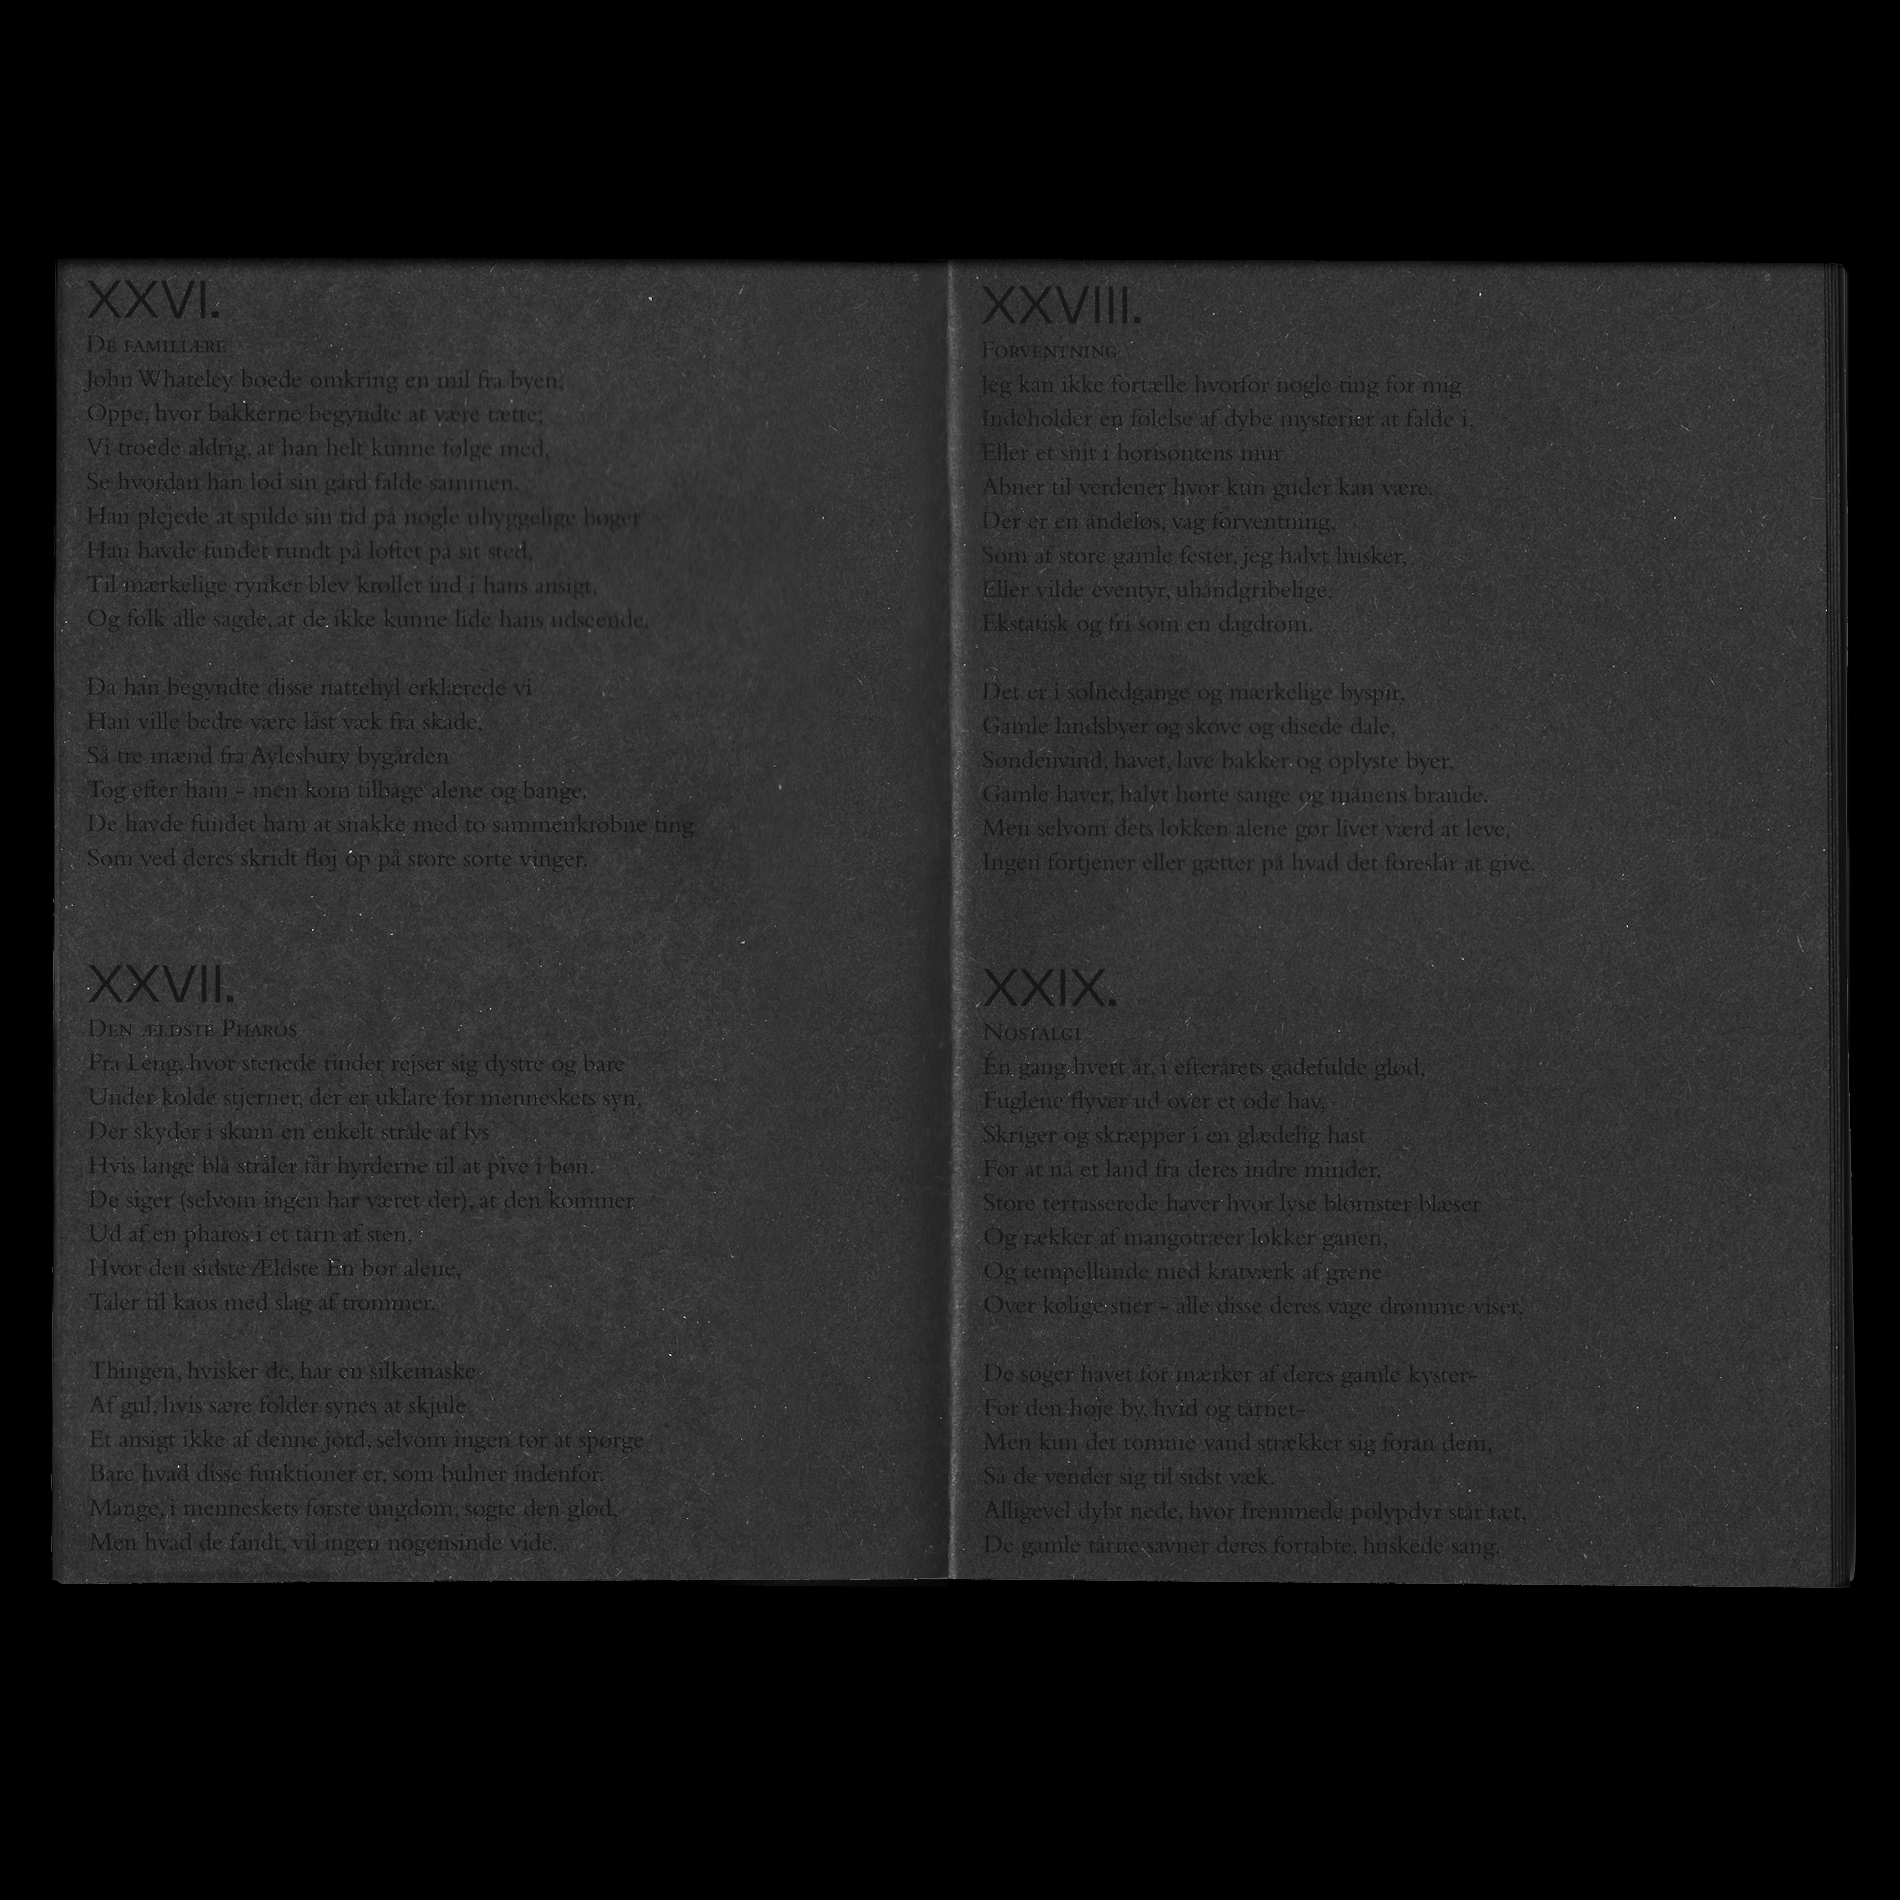 XXVI.
De familiære
John Whateley boede omkring en mil fra byen,
Oppe, hvor bakkerne begyndte at være tætte;
Vi troede aldrig, at han helt kunne følge med,
Se hvordan han lod sin gård falde sammen.
Han plejede at spilde sin tid på nogle uhyggelige bøger
Han havde fundet rundt på loftet på sit sted,
Til mærkelige rynker blev krøllet ind i hans ansigt,
Og folk alle sagde, at de ikke kunne lide hans udseende.
Da han begyndte disse nattehyl erklærede vi
Han ville bedre være låst væk fra skade,
Så tre mænd fra Aylesbury bygården
Tog efter ham – men kom tilbage alene og bange.
De havde fundet ham at snakke med to sammenkrøbne ting
Som ved deres skridt fløj op på store sorte vinger.
XXVII.
Den ældste Pharos
Fra Leng, hvor stenede tinder rejser sig dystre og bare
Under kolde stjerner, der er uklare for menneskets syn,
Der skyder i skum en enkelt stråle af lys
Hvis lange blå stråler får hyrderne til at pive i bøn.
De siger (selvom ingen har været der), at den kommer
Ud af en pharos i et tårn af sten,
Hvor den sidste Ældste Én bor alene,
Taler til kaos med slag af trommer.
Thingen, hvisker de, har en silkemaske
Af gul, hvis sære folder synes at skjule
Et ansigt ikke af denne jord, selvom ingen tør at spørge
Bare hvad disse funktioner er, som bulner indenfor.
Mange, i menneskets første ungdom, søgte den glød,
Men hvad de fandt, vil ingen nogensinde vide.
XXVIII.
Forventning
Jeg kan ikke fortælle hvorfor nogle ting for mig
Indeholder en følelse af dybe mysterier at falde i,
Eller et snit i horisontens mur
Åbner til verdener hvor kun guder kan være.
Der er en åndeløs, vag forventning,
Som af store gamle fester, jeg halvt husker,
Eller vilde eventyr, uhåndgribelige,
Ekstatisk og fri som en dagdrøm.
Det er i solnedgange og mærkelige byspir,
Gamle landsbyer og skove og disede dale,
Søndenvind, havet, lave bakker og oplyste byer,
Gamle haver, halvt hørte sange og månens brande.
Men selvom dets lokken alene gør livet værd at leve,
Ingen fortjener eller gætter på hvad det foreslår at give.
XXIX.
Nostalgi
Én gang hvert år, i efterårets gådefulde glød,
Fuglene flyver ud over et øde hav,
Skriger og skræpper i en glædelig hast
For at nå et land fra deres indre minder.
Store terrasserede haver hvor lyse blomster blæser
Og rækker af mangotræer lokker ganen,
Og tempellunde med kratværk af grene
Over kølige stier – alle disse deres vage drømme viser.
De søger havet for mærker af deres gamle kyster–
For den høje by, hvid og tårnet–
Men kun det tomme vand strækker sig foran dem,
Så de vender sig til sidst væk.
Alligevel dybt nede, hvor fremmede polypdyr står tæt,
De gamle tårne savner deres fortabte, huskede sang.